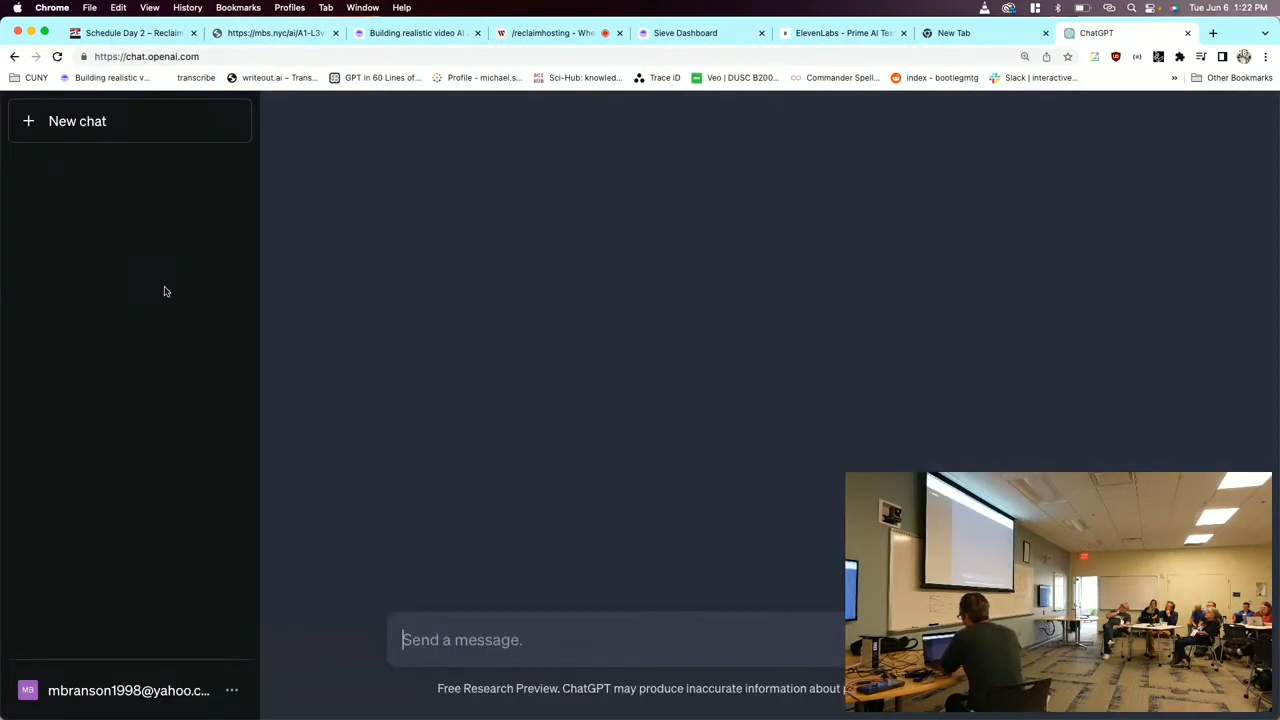 Chrome File Edit View History Bookmarks Profiles Tab Window Help Tue Jun 6 1:22 PM
Schedule Day 2 – Reclaim
https://mbs.nyc/ai/A1-L3v
Building realistic video AI
/reclaimhosting - Whe
Sieve Dashboard
ElevenLabs - Prime AI Tex
New Tab
ChatGPT
https://chat.openai.com
CUNY
Building realistic v...
transcribe
writeout.ai – Trans...
GPT in 60 Lines of...
Profile - michael.s...
Sci-Hub: knowled...
Trace iD
Veo | DUSC B200...
Commander Spell...
index - bootlegmtg
Slack | interactive...
»
Other Bookmarks
+ New chat
Send a message.
MB mbranson1998@yahoo.c... ...
Free Research Preview. ChatGPT may produce inaccurate information about